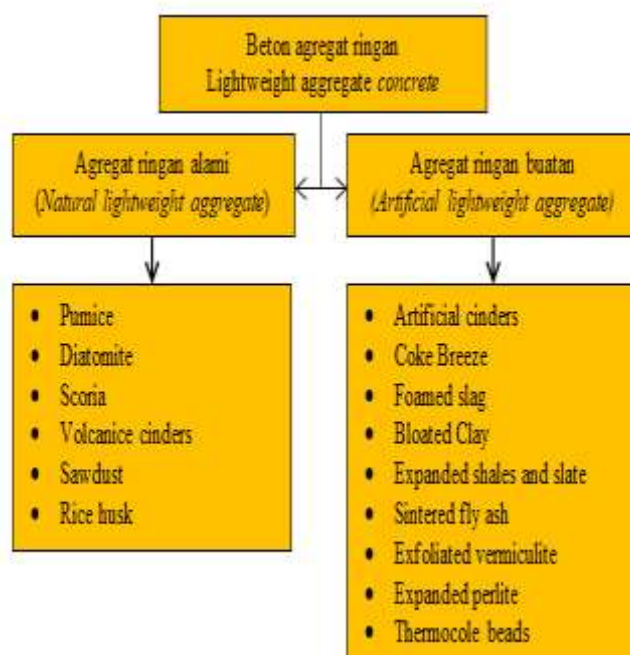 Beton agregat ringan
Lightweight aggregate concrete
Agregat ringan alami
(Natural lightweight aggregate)
Agregat ringan buatan
(Artificial lightweight aggregate)
• Pumice
• Diatomite
• Scoria
• Volcanice cinders
• Sawdust
• Rice husk
• Artificial cinders
• Coke Breeze
• Foamed slag
• Bloated Clay
• Expanded shales and slate
• Sintered fly ash
• Exfoliated vermiculite
• Expanded perlite
• Thermocole beads